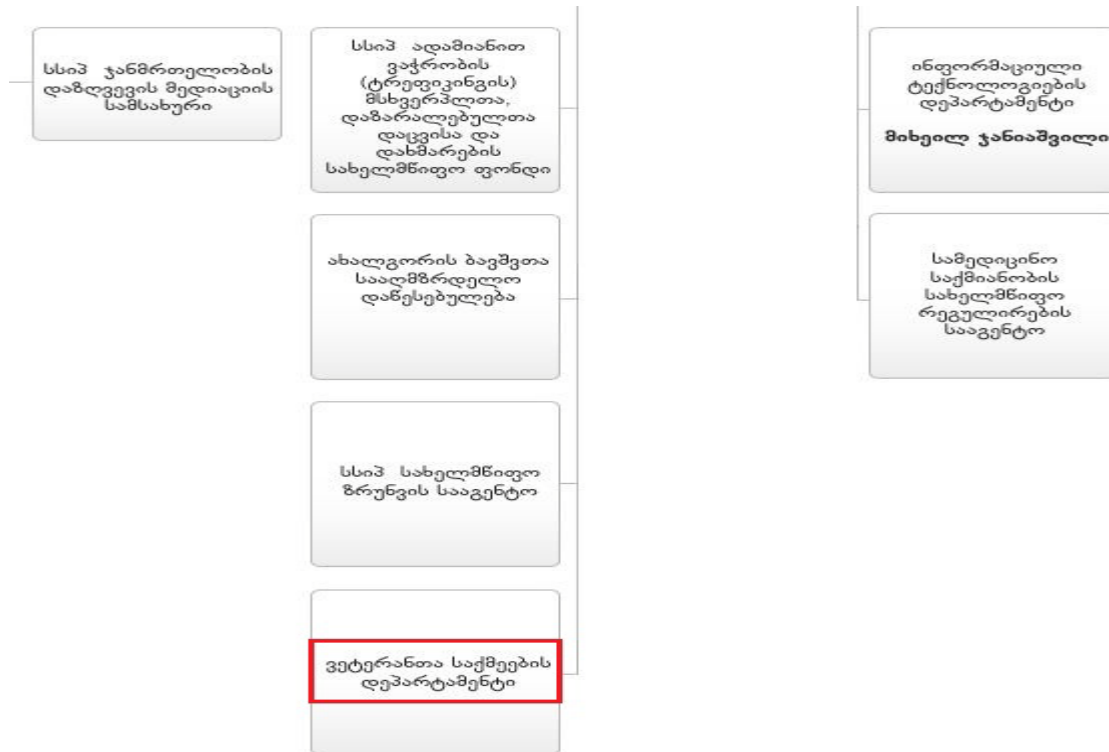 სსიპ ჯანმრთელობის
დაზღვევის მედიაციის
სამსახური
სსიპ ადამიანით
ვაჭრობის
(ტრეფიკინგის)
მსხვერპლთა,
დაზარალებულთა
დაცვისა და
დახმარების
სახელმწიფო ფონდი
ახალგორის ბავშვთა
სააღმზრდელო
დაწესებულება
სსიპ სახელმწიფო
ზრუნვის სააგენტო
ვეტერანთა საქმეების
დეპარტამენტი
ინფორმაციული
ტექნოლოგიების
დეპარტამენტი
მიხეილ ჯანიაშვილი
სამედიცინო
საქმიანობის
სახელმწიფო
რეგულირების
სააგენტო